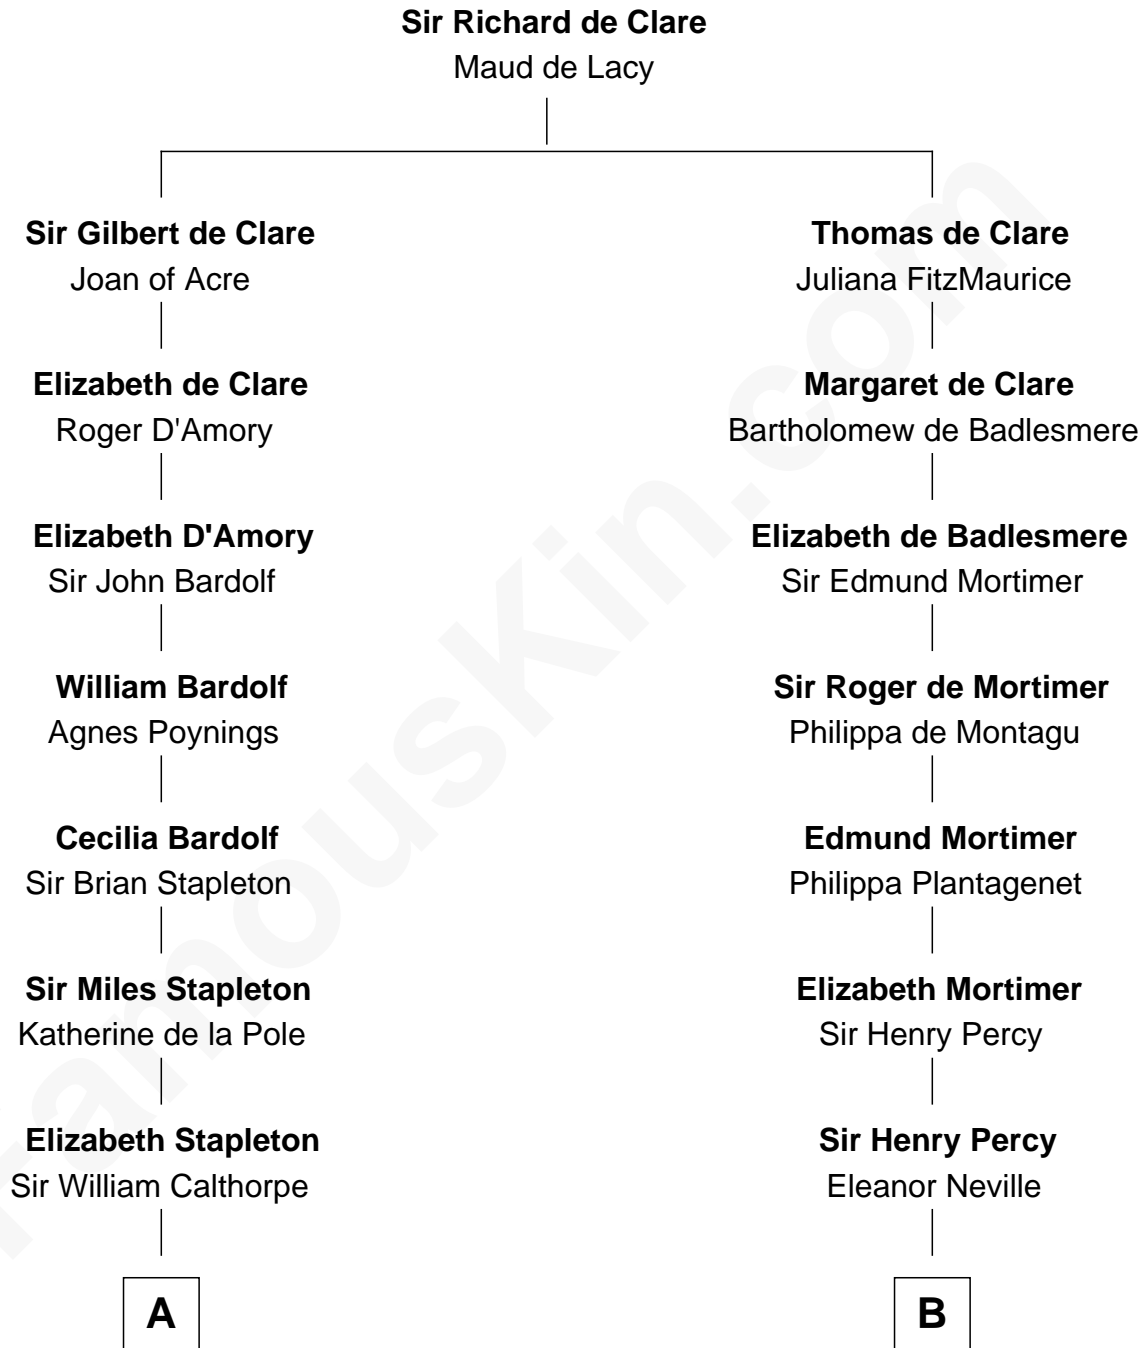 Sir Richard de Clare
Maud de Lacy
Sir Gilbert de Clare
Joan of Acre
Elizabeth de Clare
Roger D'Amory
Elizabeth D'Amory
Sir John Bardolf
William Bardolf
Agnes Poynings
Cecilia Bardolf
Sir Brian Stapleton
Sir Miles Stapleton
Katherine de la Pole
Elizabeth Stapleton
Sir William Calthorpe
A
Thomas de Clare
Juliana FitzMaurice
Margaret de Clare
Bartholomew de Badlesmere
Elizabeth de Badlesmere
Sir Edmund Mortimer
Sir Roger de Mortimer
Philippa de Montagu
Edmund Mortimer
Philippa Plantagenet
Elizabeth Mortimer
Sir Henry Percy
Sir Henry Percy
Eleanor Neville
B
FamousKin.com